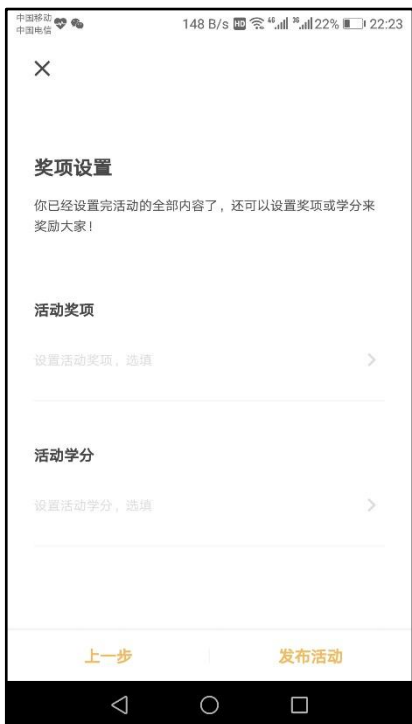 中国移动
中国电信
148 B/s HD 4G 3G 22% 22:23
奖项设置
你已经设置完活动的全部内容了，还可以设置奖项或学分来
奖励大家！
活动奖项
设置活动奖项，选填
活动学分
设置活动学分，选填
上一步
发布活动